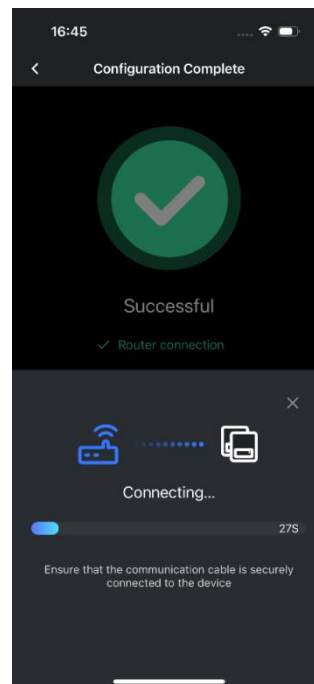 16:45
Configuration Complete
Successful
Router connection
Connecting...
27S
Ensure that the communication cable is securely
connected to the device